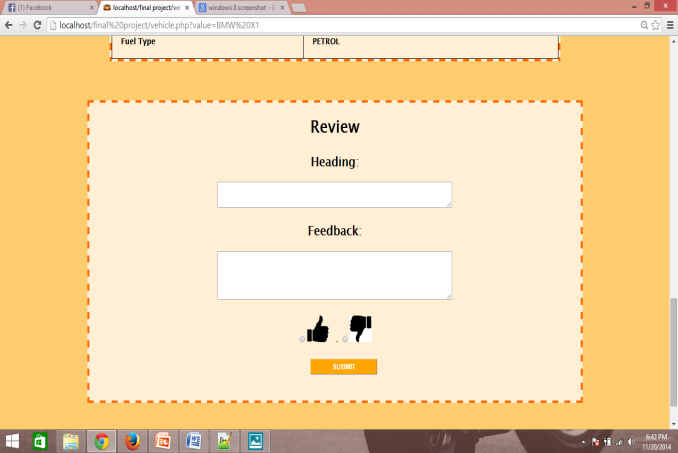 (1) Facebook
localhost/final project/veh
windows 8 screenshot - G
localhost/final%20project/vehicle.php?value=BMW%20X1
Fuel Type PETROL
Review
Heading:
Feedback:
SUBMIT
6:42 PM
11/20/2014